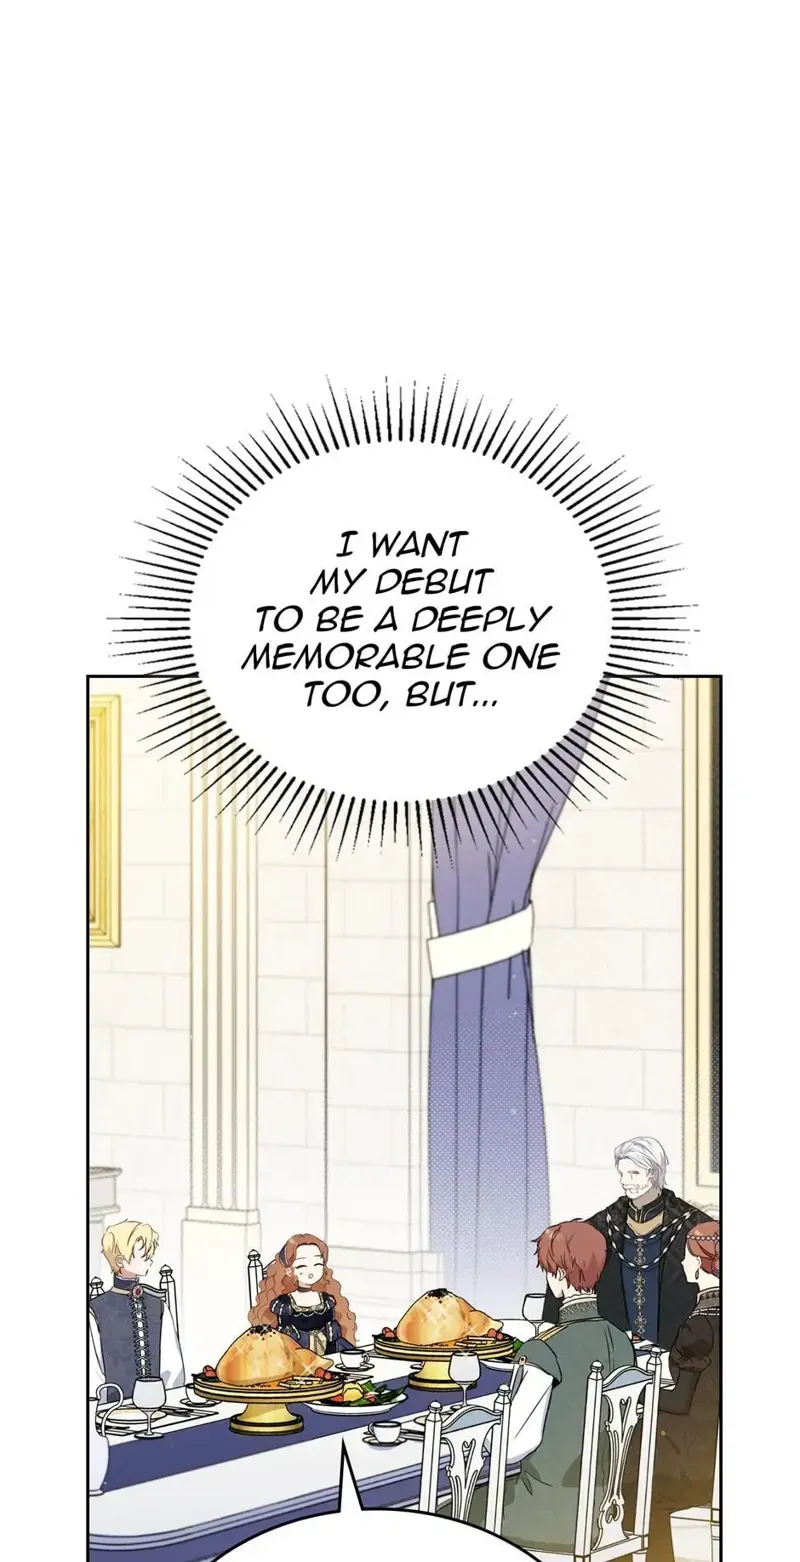 I WANT
MY DEBUT
TO BE A DEEPLY
MEMORABLE ONE
TOO, BUT...